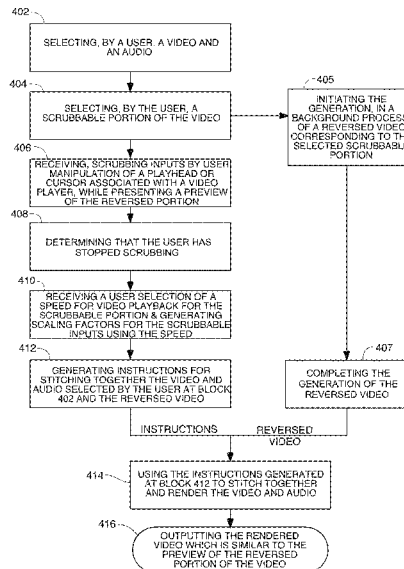 402
SELECTING, BY A USER, A VIDEO AND
AN AUDIO
404
SELECTING, BY THE USER, A
SCRUBBABLE PORTION OF THE VIDEO
405
INITIATING THE
GENERATION, IN A
BACKGROUND PROCESS
OF A REVERSED VIDEO
CORRESPONDING TO THE
SELECTED SCRUBBABLE
PORTION
406
RECEIVING, SCRUBBING INPUTS BY USER
MANIPULATION OF A PLAYHEAD OR
CURSOR ASSOCIATED WITH A VIDEO
PLAYER, WHILE PRESENTING A PREVIEW
OF THE REVERSED PORTION
408
DETERMINING THAT THE USER HAS
STOPPED SCRUBBING
410
RECEIVING A USER SELECTION OF A
SPEED FOR VIDEO PLAYBACK FOR THE
SCRUBBABLE PORTION & GENERATING
SCALING FACTORS FOR THE SCRUBBABLE
INPUTS USING THE SPEED
412
GENERATING INSTRUCTIONS FOR
STITCHING TOGETHER THE VIDEO AND
AUDIO SELECTED BY THE USER AT BLOCK
402 AND THE REVERSED VIDEO
407
COMPLETING THE
GENERATION OF THE
REVERSED VIDEO
INSTRUCTIONS
REVERSED
VIDEO
414
USING THE INSTRUCTIONS GENERATED
AT BLOCK 412 TO STITCH TOGETHER
AND RENDER THE VIDEO AND AUDIO
416
OUTPUTTING THE RENDERED
VIDEO WHICH IS SIMILAR TO THE
PREVIEW OF THE REVERSED
PORTION OF THE VIDEO